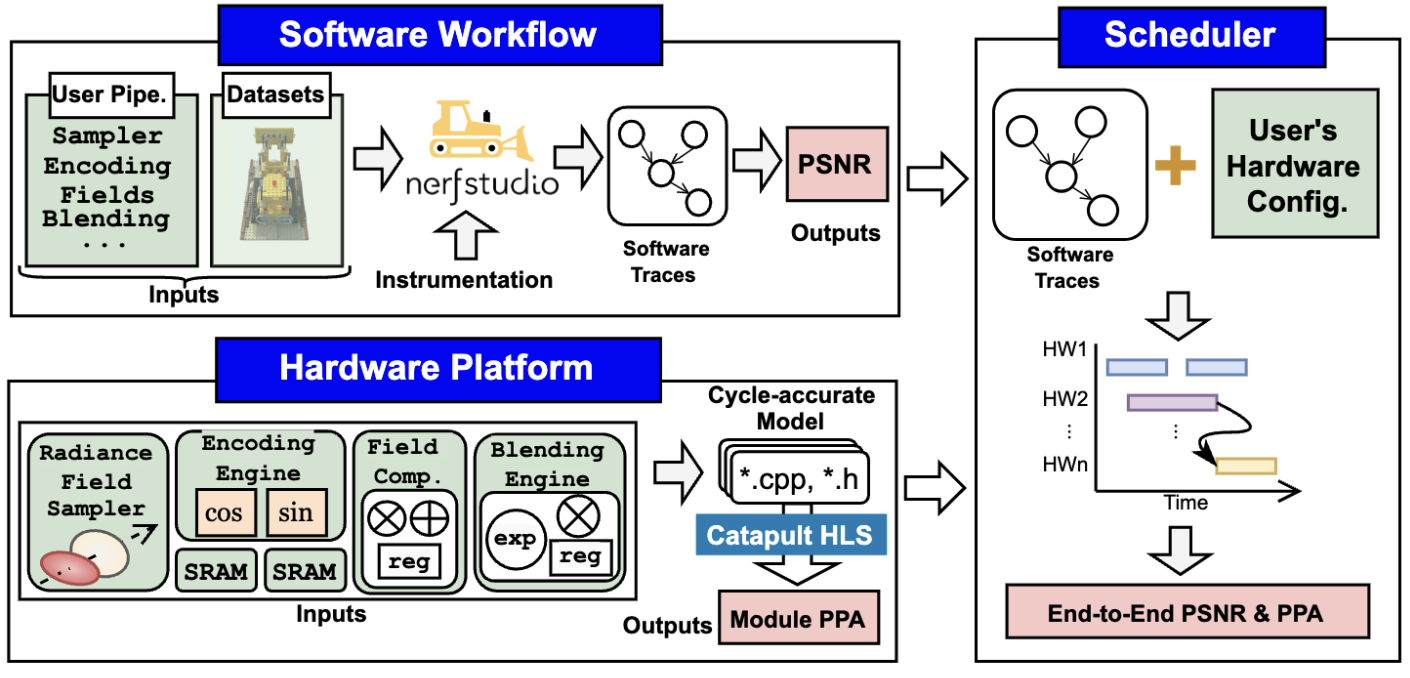 Software Workflow
User Pipe.
Sampler
Encoding
Fields
Blending
...
Datasets
Inputs
nerfstudio
Instrumentation
Software
Traces
PSNR
Outputs
Hardware Platform
Radiance
Field
Sampler
Encoding
Engine
cos
sin
SRAM
SRAM
Field
Comp.
reg
Blending
Engine
exp
reg
Inputs
Cycle-accurate
Model
*.cpp, *.h
Catapult HLS
Outputs
Module PPA
Scheduler
Software
Traces
User's
Hardware
Config.
HW1
HW2
HWn
Time
End-to-End PSNR & PPA